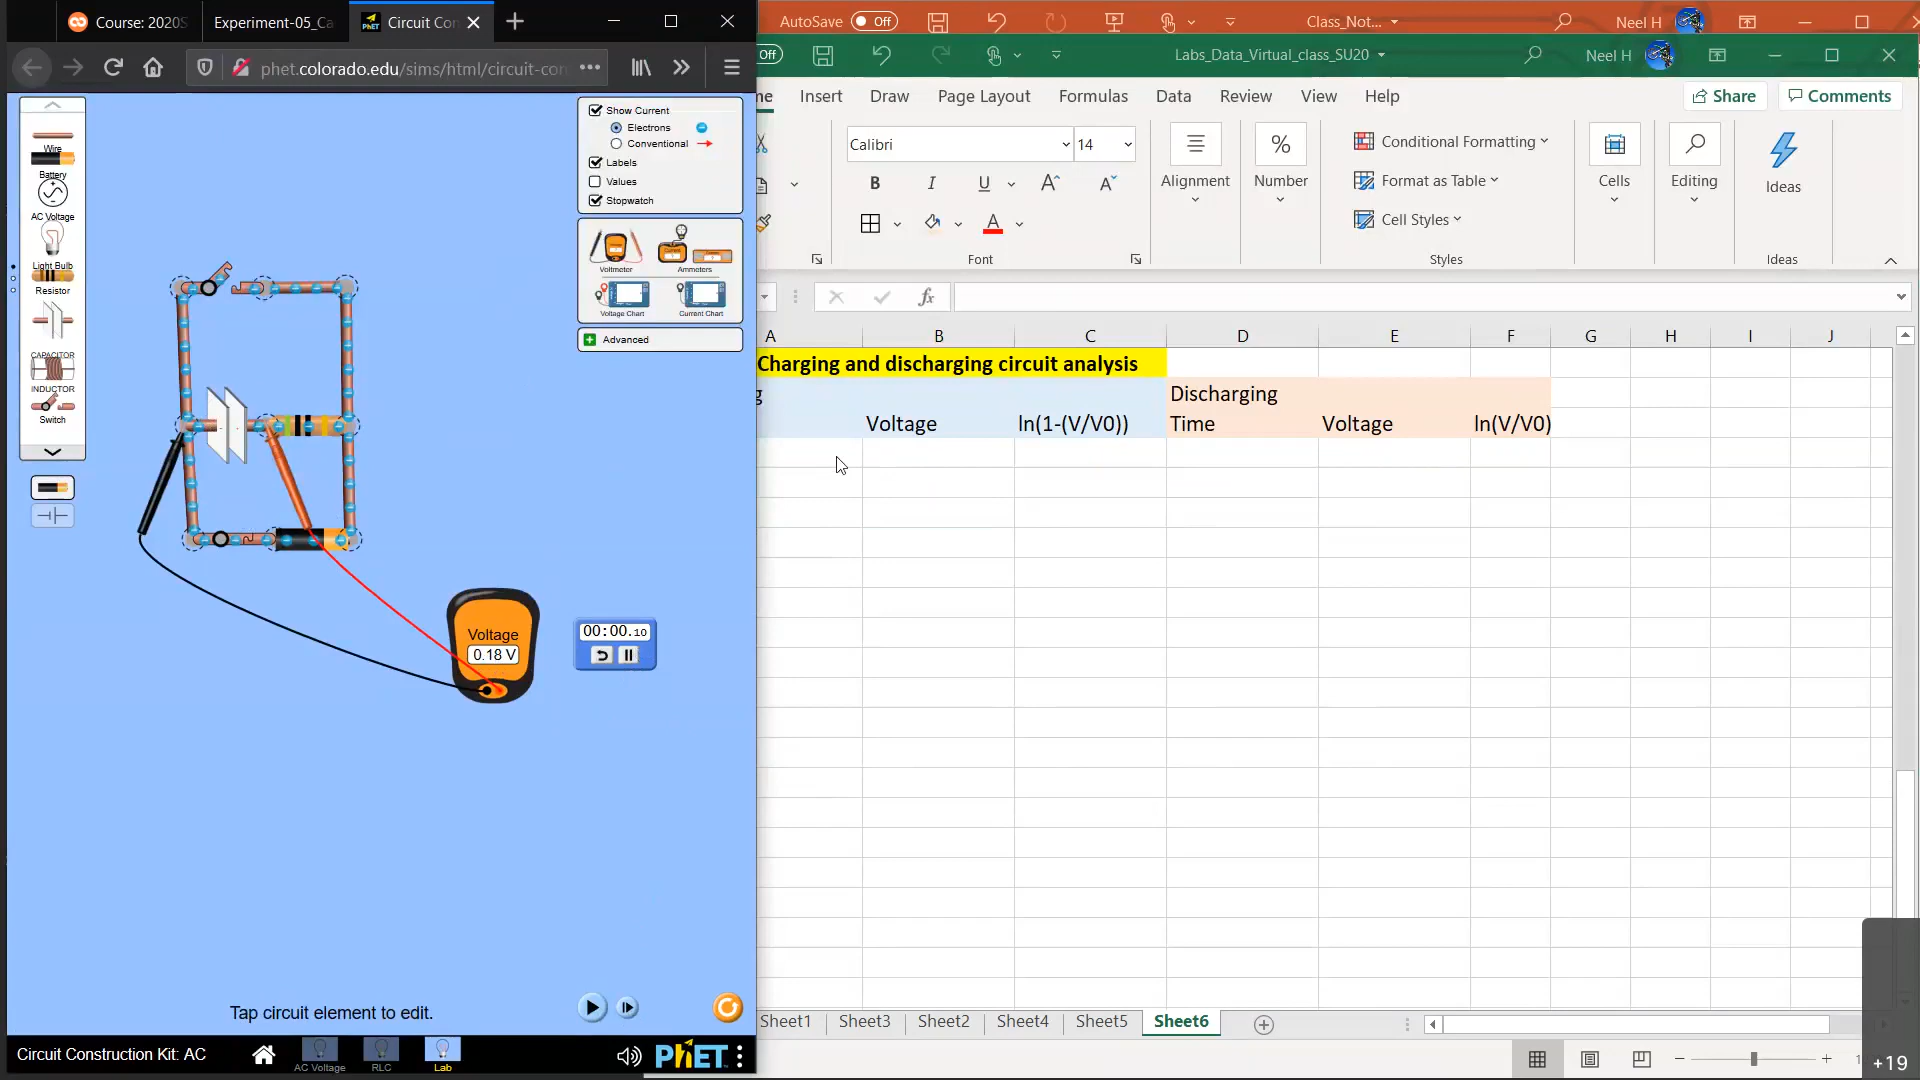 Course: 2020S
Experiment-05_Ca
PhET
Circuit Con
phet.colorado.edu/sims/html/circuit-con
Wire
Battery
AC Voltage
Light Bulb
Resistor
CAPACITOR
INDUCTOR
Switch
Show Current
Electrons
Conventional
Labels
Values
Stopwatch
Voltmeter
Ammeters
Voltage Chart
Current Chart
Advanced
Voltage
0.18 V
00:00.10
Tap circuit element to edit.
Circuit Construction Kit: AC
AC Voltage
RLC
Lab
PhET
AutoSave Off
Class_Not...
Neel H
Off
Labs_Data_Virtual_class_SU20
Neel H
me Insert Draw Page Layout Formulas Data Review View Help
Share
Comments
Calibri
14
B I U A A
A
Font
Alignment
%
Number
Conditional Formatting
Format as Table
Cell Styles
Styles
Cells
Editing
Ideas
Ideas
fx
A B C D E F G H I J
Charging and discharging circuit analysis
g Discharging
Voltage ln(1-(V/V0)) Time Voltage ln(V/V0)
Sheet1 Sheet3 Sheet2 Sheet4 Sheet5 Sheet6
+19